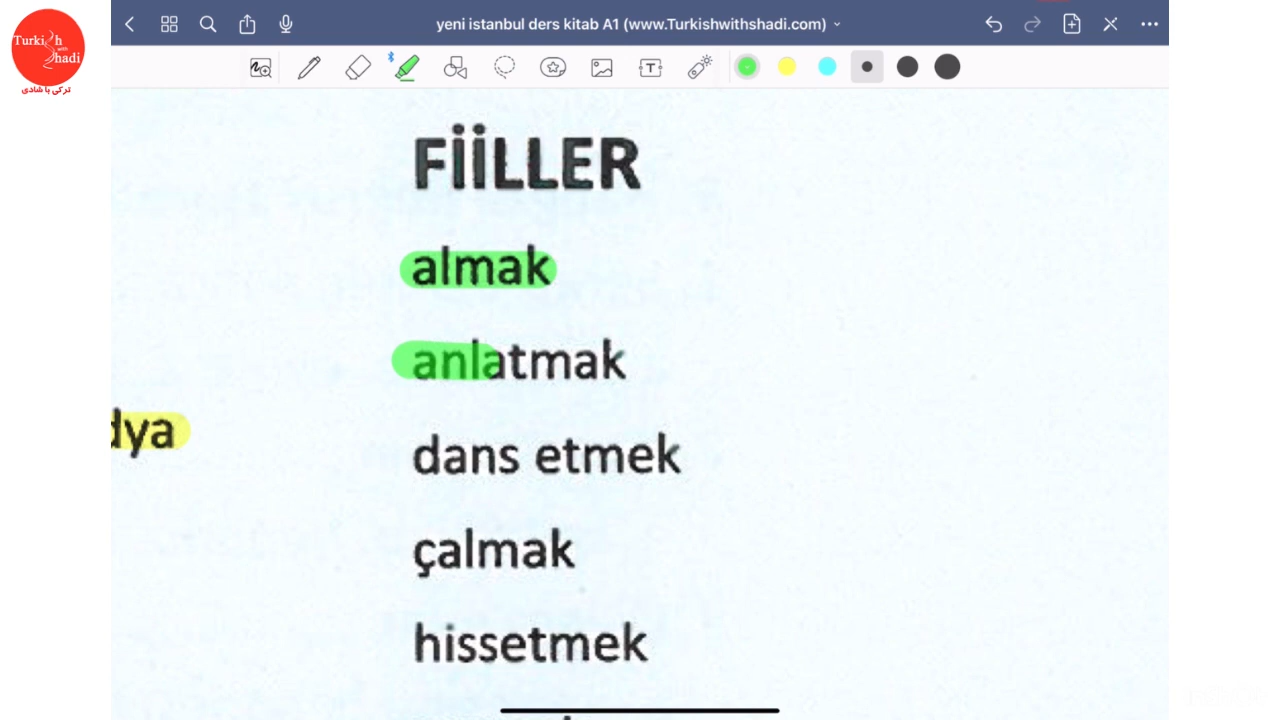 Turkish
with
Shadi
ترکی با شادی
yeni istanbul ders kitab A1 (www.Turkishwithshadi.com)
FİİLLER
almak
anlatmak
dya
dans etmek
çalmak
hissetmek